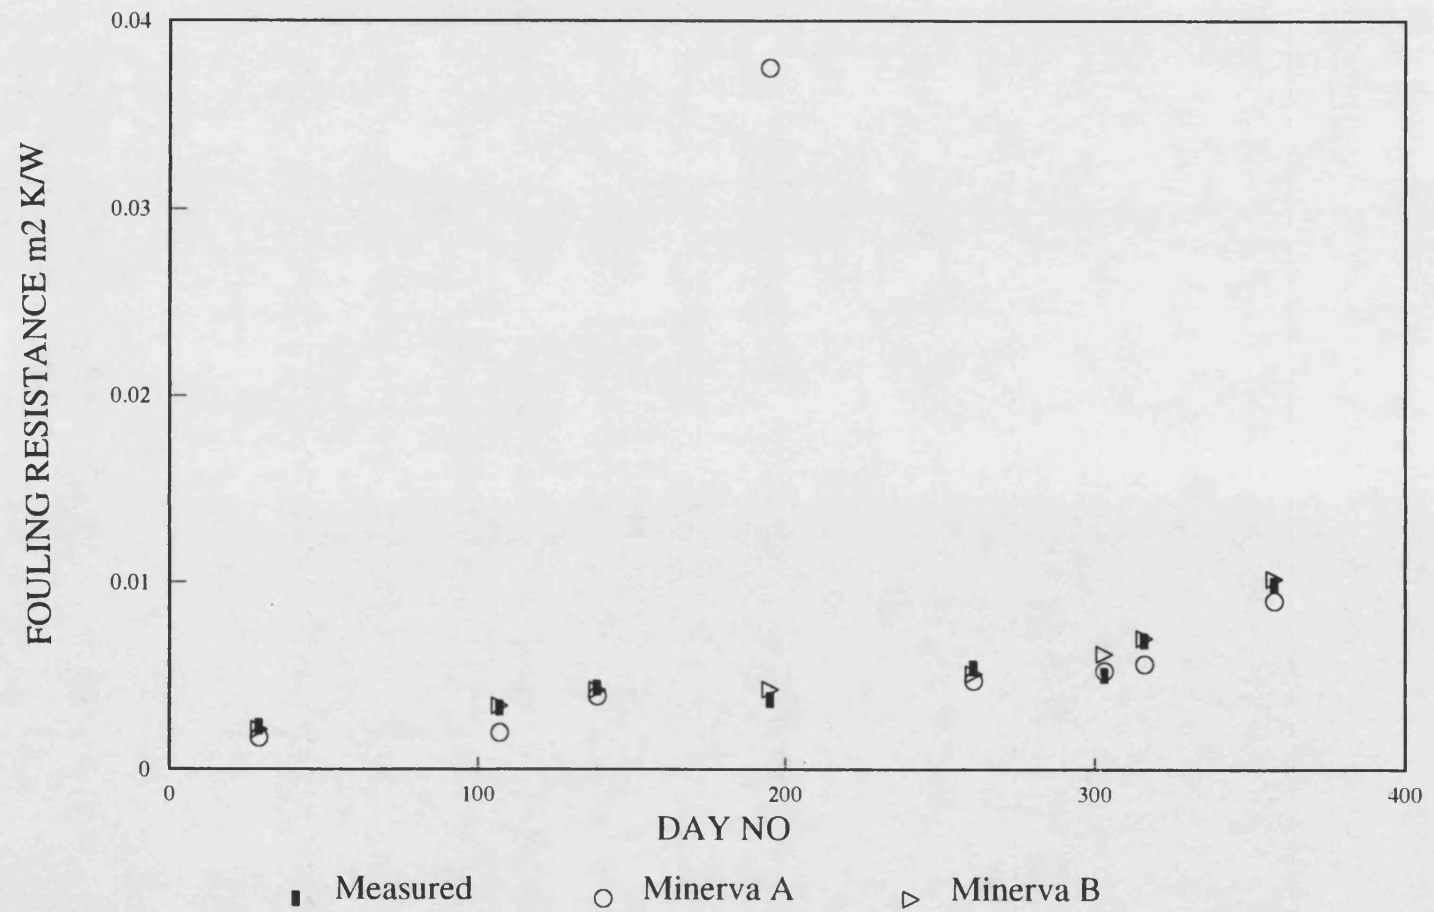 0.04
0.03
0.02
0.01
0
FOULING RESISTANCE m2 K/W
0 100 200 300 400
DAY NO
Measured Minerva A Minerva B